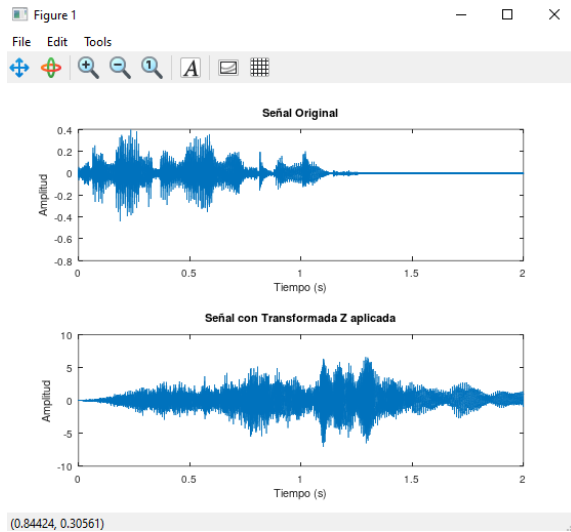 Figure 1
File Edit Tools
A
Señal Original
0.4
0.2
0
-0.2
-0.4
-0.6
-0.8
Amplitud
0 0.5 1 1.5 2
Tiempo (s)
Señal con Transformada Z aplicada
10
5
0
-5
-10
Amplitud
0 0.5 1 1.5 2
Tiempo (s)
(0.84424, 0.30561)